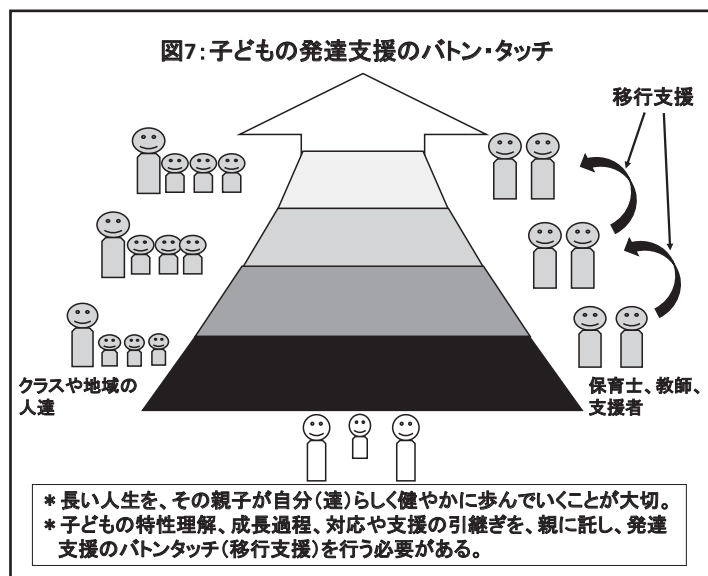 図7:子どもの発達支援のバトン・タッチ
移行支援
クラスや地域の
人達
保育士、教師、
支援者
＊長い人生を、その親子が自分(達)らしく健やかに歩んでいくことが大切。
＊子どもの特性理解、成長過程、対応や支援の引継ぎを、親に託し、発達
支援のバトンタッチ(移行支援)を行う必要がある。